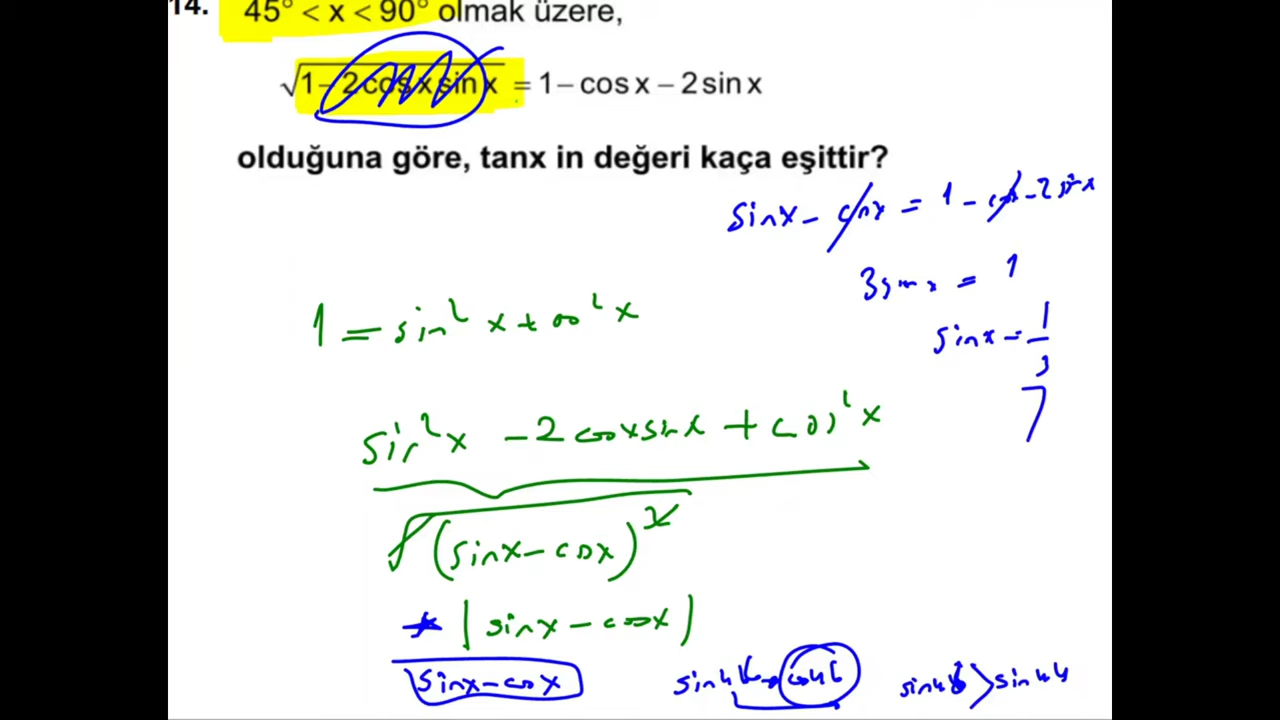 14. 45° < x < 90° olmak üzere,
√1 – 2cosx sinx = 1 – cos x – 2 sin x
olduğuna göre, tanx in değeri kaça eşittir?
sinx - cosx = 1 - cosx - 2sinx
3sinx = 1
sinx = 1/3
1 = sin²x + cos²x
sin²x - 2cosxsinx + cos²x
√(sinx - cosx)²
* |sinx - cosx|
sinx - cosx